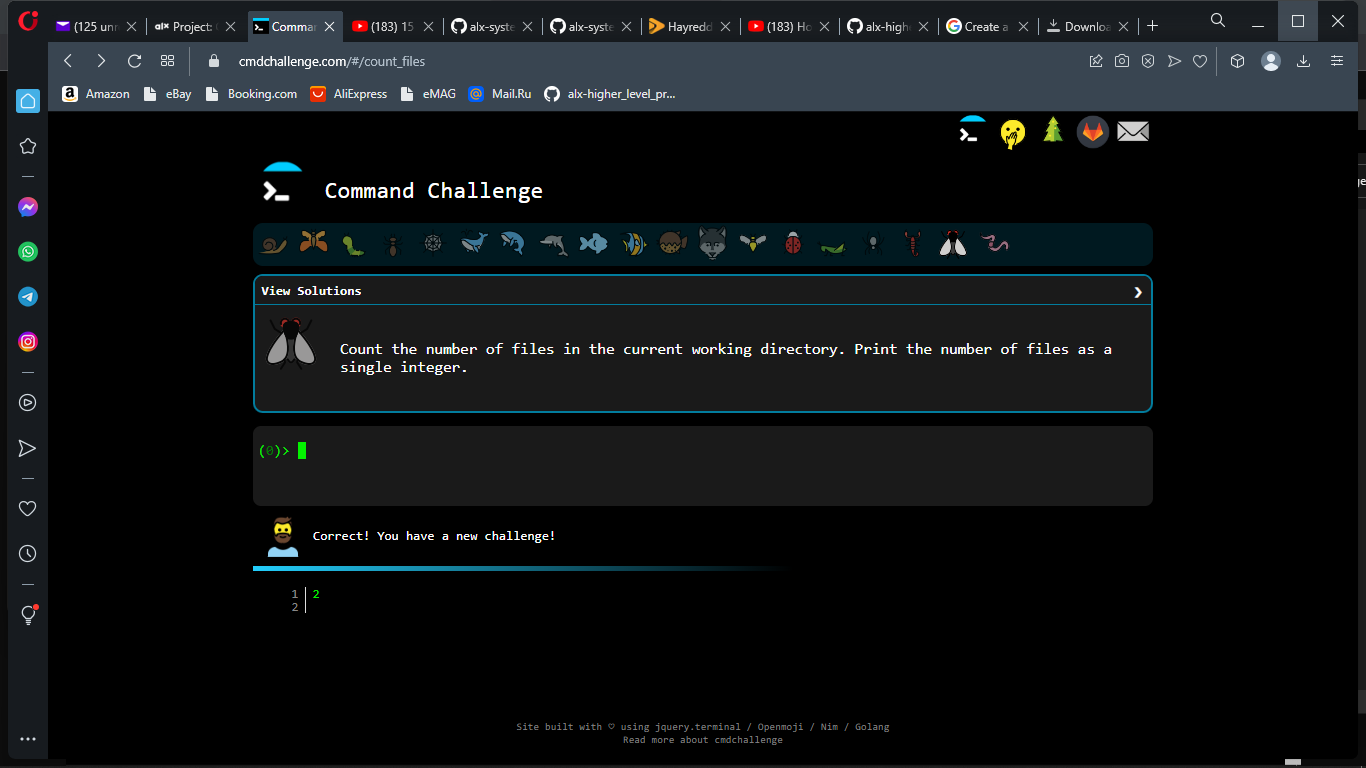 (125 unr
Project: C
Comman
(183) 15
alx-syste
alx-syste
Hayredd
(183) Ho
alx-high
Create a
Downloa
cmdchallenge.com/#/count_files
Amazon
eBay
Booking.com
AliExpress
eMAG
Mail.Ru
alx-higher_level_pr...
Command Challenge
View Solutions
Count the number of files in the current working directory. Print the number of files as a
single integer.
(0)>
Correct! You have a new challenge!
1 2
2
Site built with ♡ using jquery.terminal / Openmoji / Nim / Golang
Read more about cmdchallenge